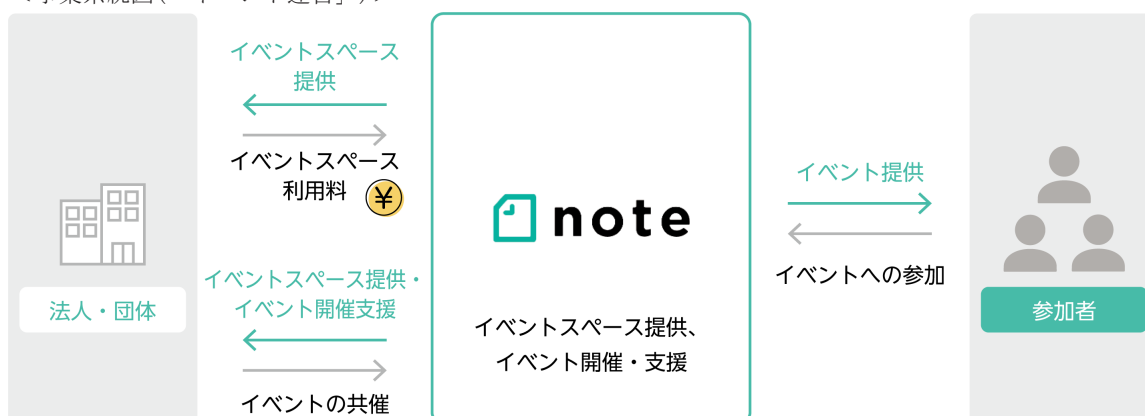 イベントスペース
提供
イベントスペース
利用料
¥
イベントスペース提供・
イベント開催支援
イベントの共催
法人・団体
note
イベントスペース提供、
イベント開催・支援
イベント提供
イベントへの参加
参加者